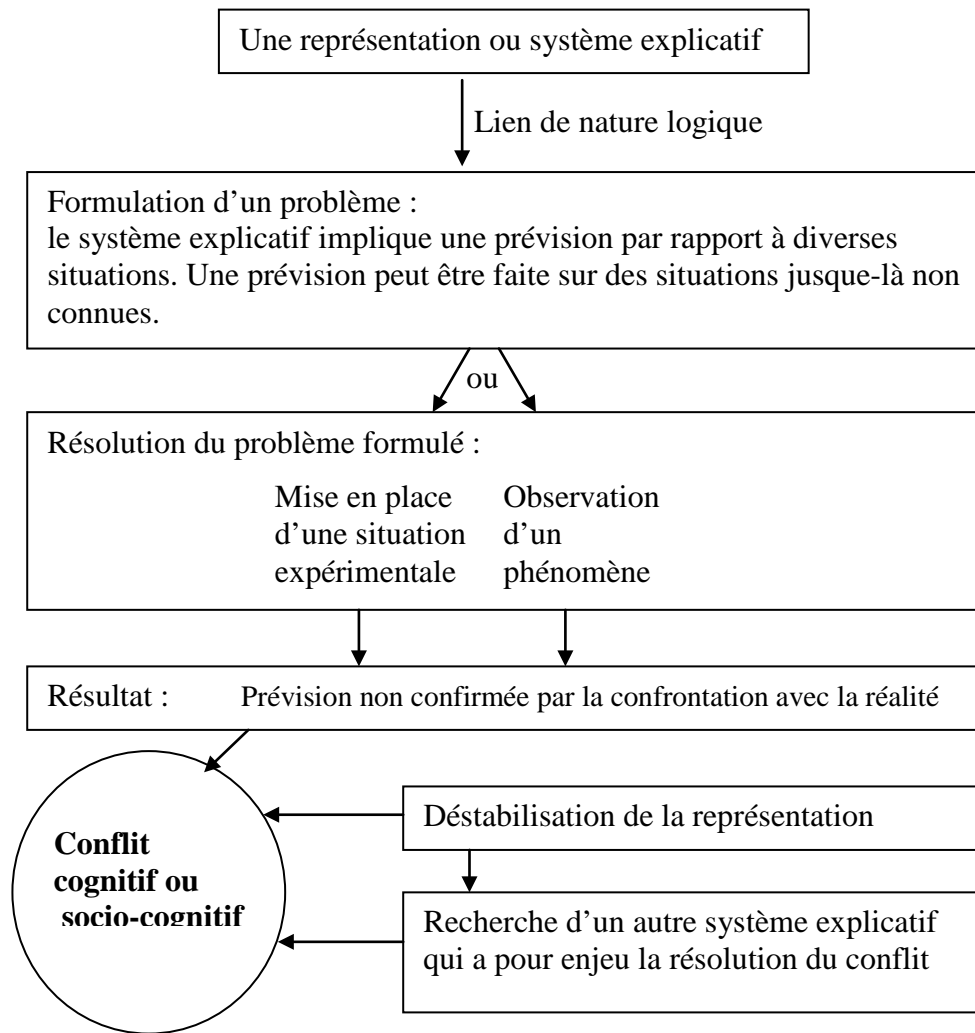 Une représentation ou système explicatif
Lien de nature logique
Formulation d’un problème :
le système explicatif implique une prévision par rapport à diverses
situations. Une prévision peut être faite sur des situations jusque-là non
connues.
ou
Résolution du problème formulé :
Mise en place
d’une situation
expérimentale
Observation
d’un
phénomène
Résultat : Prévision non confirmée par la confrontation avec la réalité
Déstabilisation de la représentation
Conflit
cognitif ou
socio-cognitif
Recherche d’un autre système explicatif
qui a pour enjeu la résolution du conflit